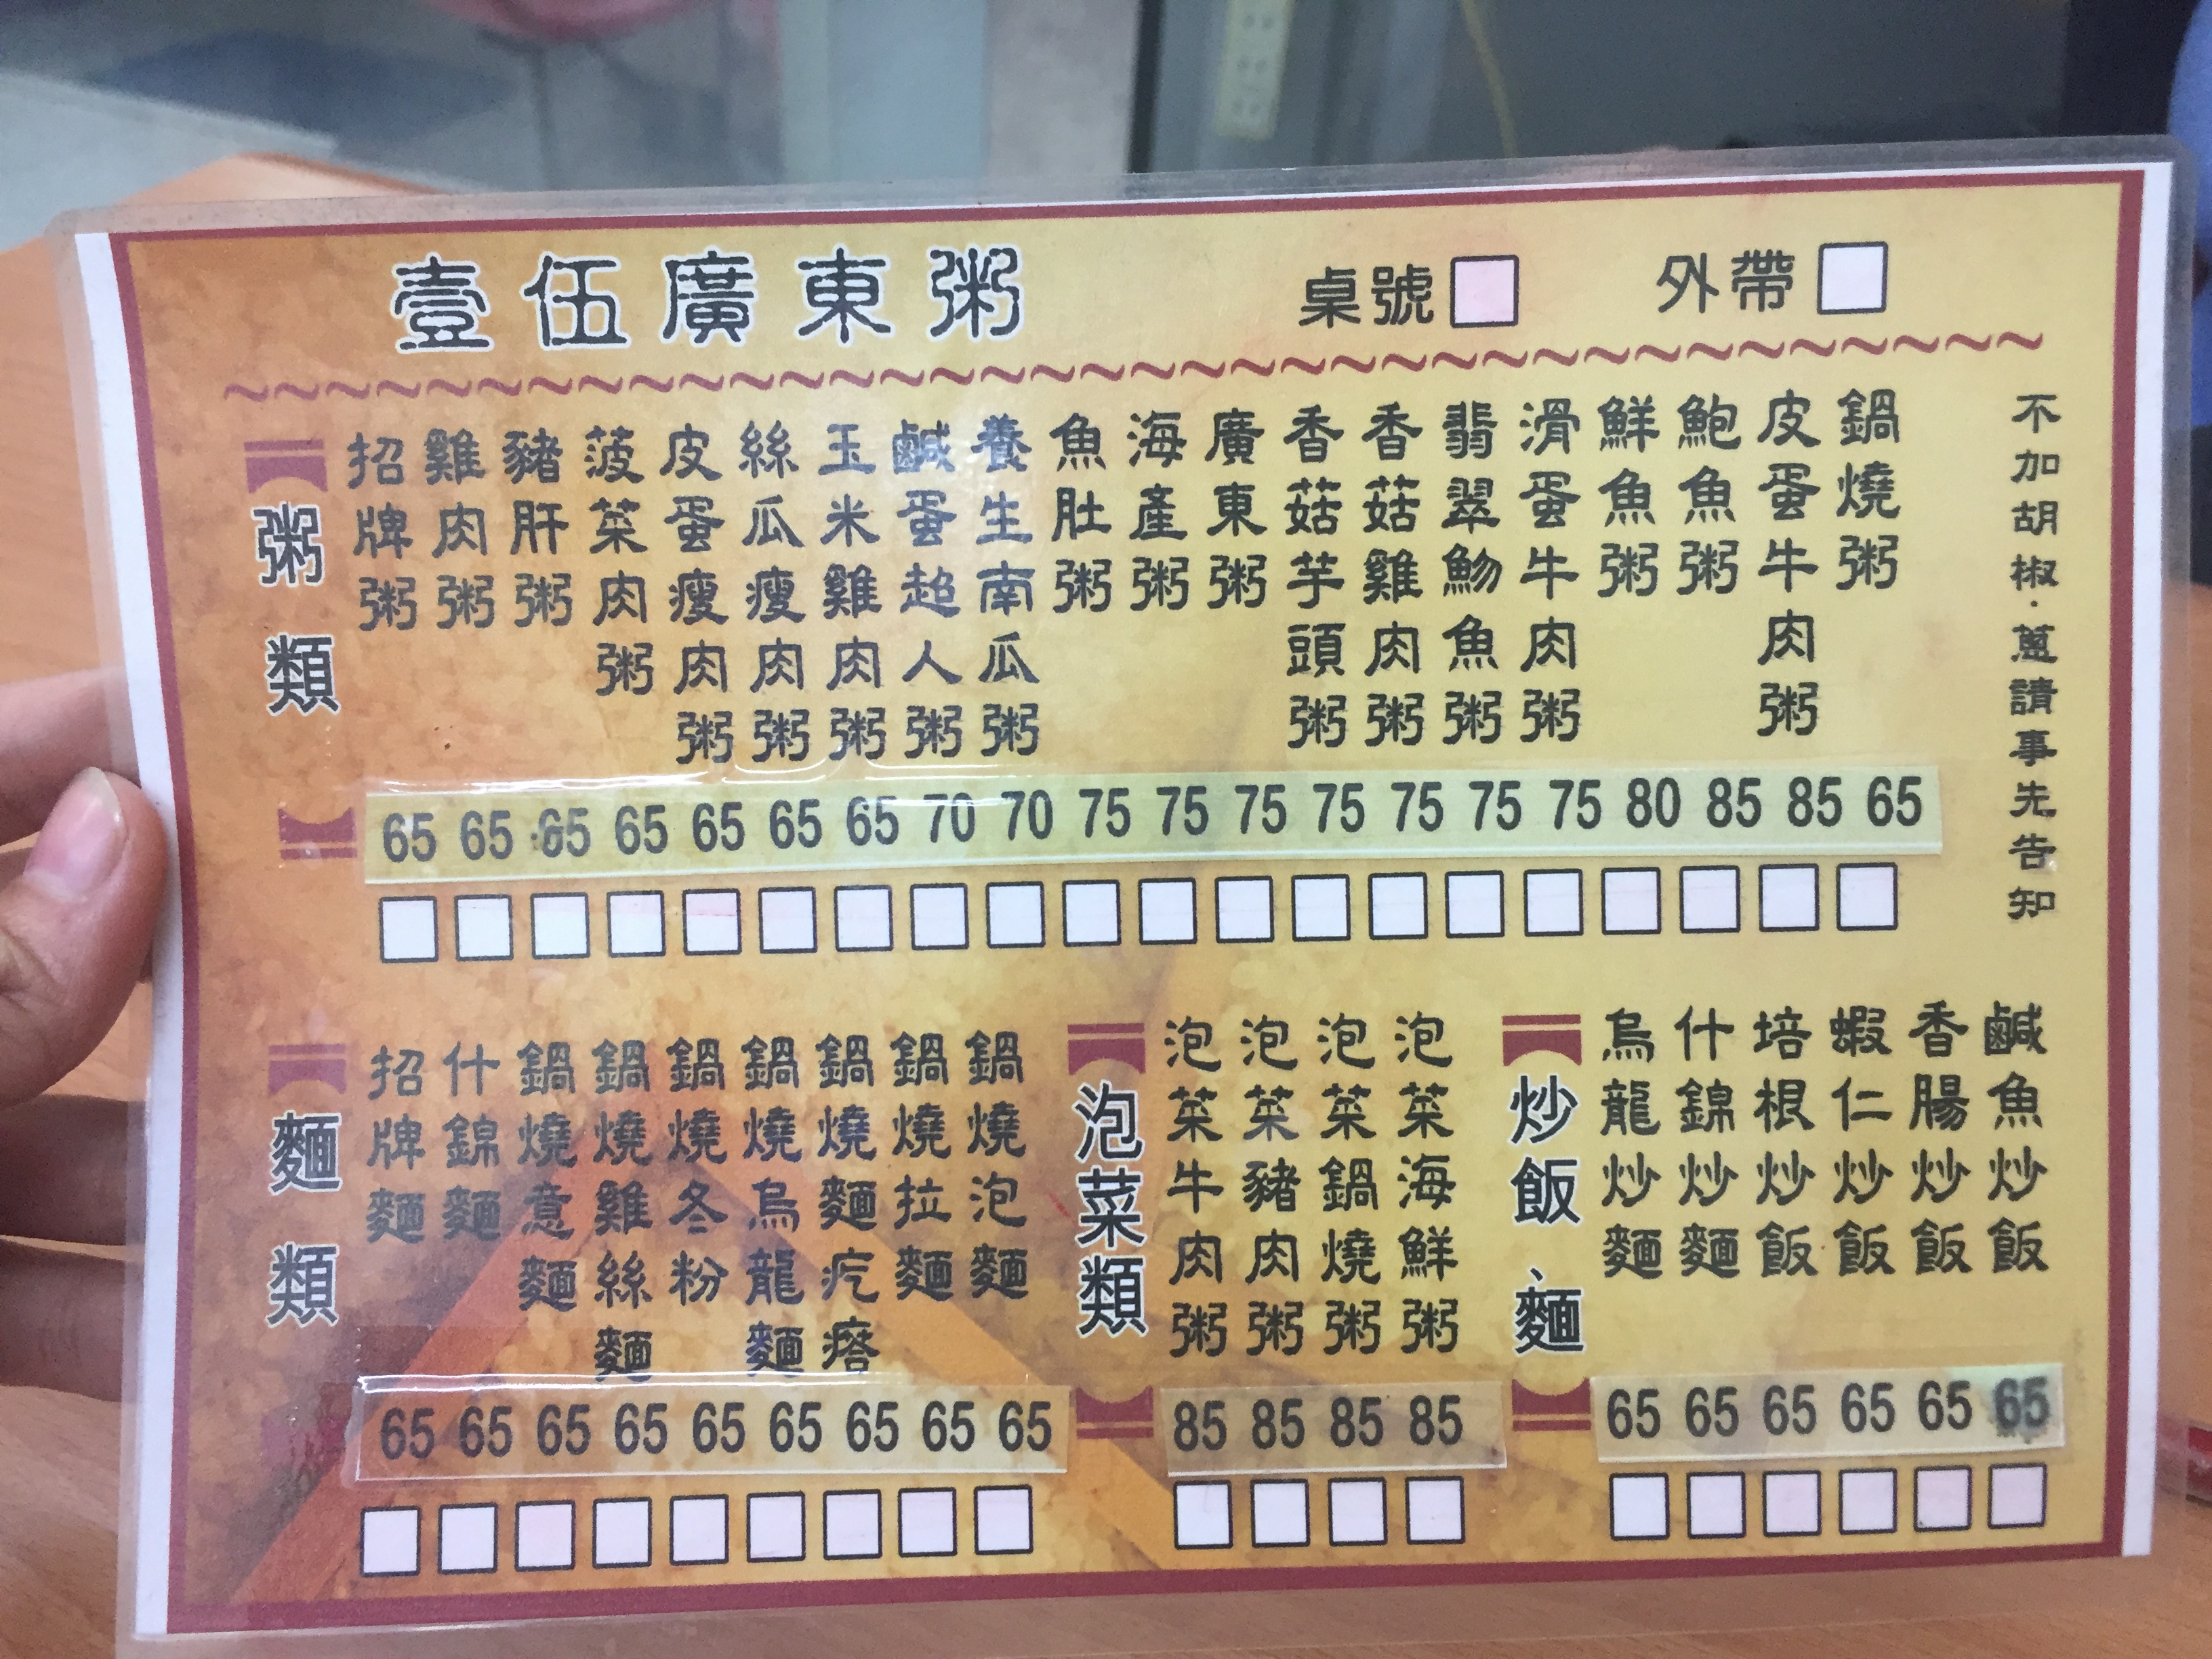 壹伍廣東粥
桌號
外帶
粥類
招牌粥
雞肉粥
豬肝粥
菠菜肉粥
皮蛋瘦肉粥
絲瓜瘦肉粥
玉米雞肉粥
鹹蛋超人粥
養生南瓜粥
魚肚粥
海產粥
廣東粥
香菇芋頭粥
香菇雞肉粥
翡翠魩魚粥
滑蛋牛肉粥
鮮魚粥
鮑魚粥
皮蛋牛肉粥
鍋燒粥
65 65 65 65 65 65 65 70 70 75 75 75 75 75 75 75 80 85 85 65
不加胡椒.蔥請事先告知
麵類
招牌麵
什錦麵
鍋燒意麵
鍋燒雞絲麵
鍋燒冬粉
鍋燒烏龍麵
鍋燒麵疙瘩
鍋燒拉麵
鍋燒泡麵
65 65 65 65 65 65 65 65 65
泡菜類
泡菜牛肉粥
泡菜豬肉粥
泡菜鍋燒粥
泡菜海鮮粥
85 85 85 85
炒飯、麵
烏龍炒麵
什錦炒麵
培根炒飯
蝦仁炒飯
香腸炒飯
鹹魚炒飯
65 65 65 65 65 65